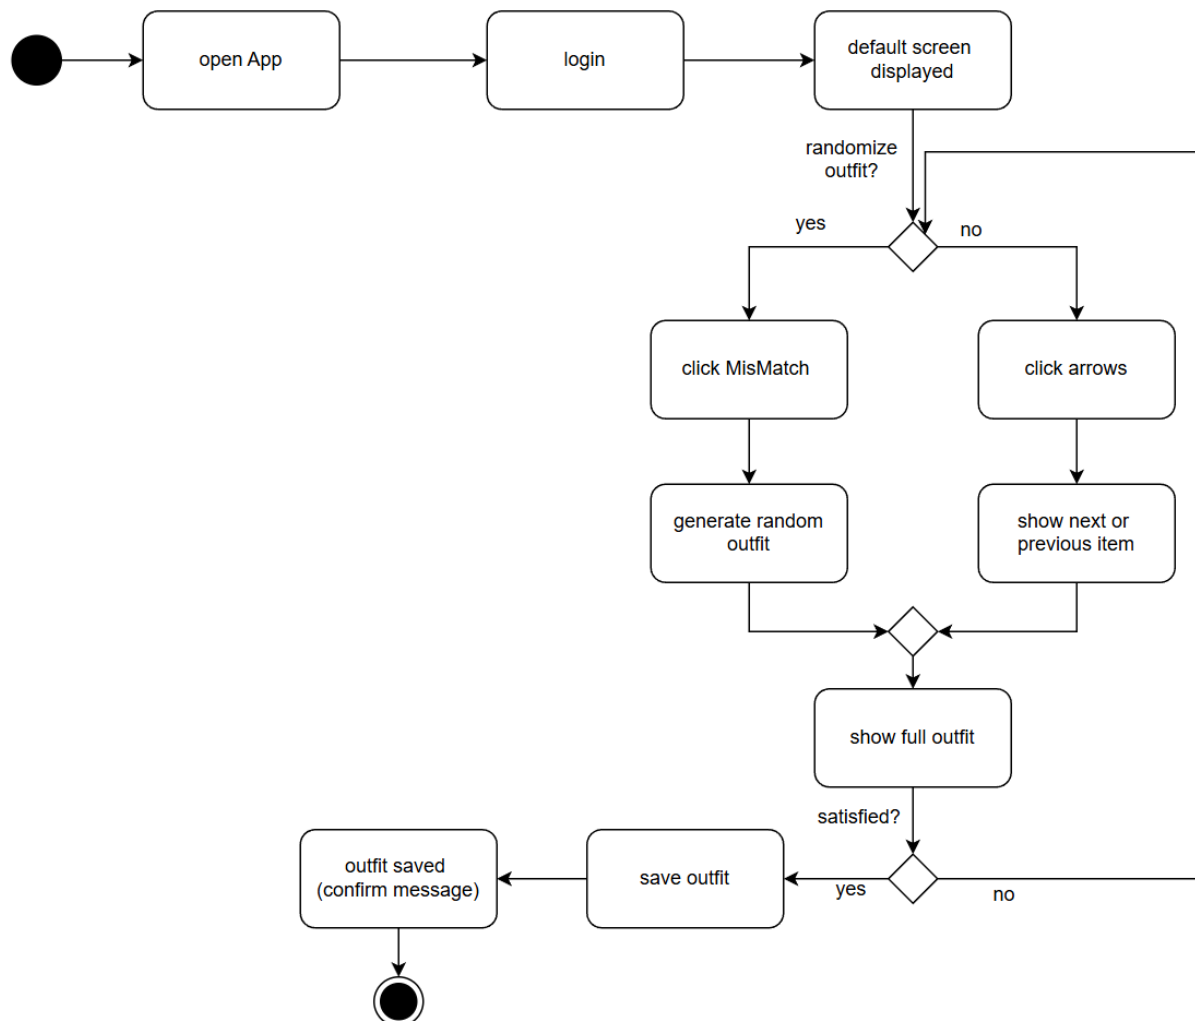 open App
login
default screen
displayed
randomize
outfit?
yes
no
click MisMatch
click arrows
generate random
outfit
show next or
previous item
show full outfit
satisfied?
outfit saved
(confirm message)
save outfit
yes
no